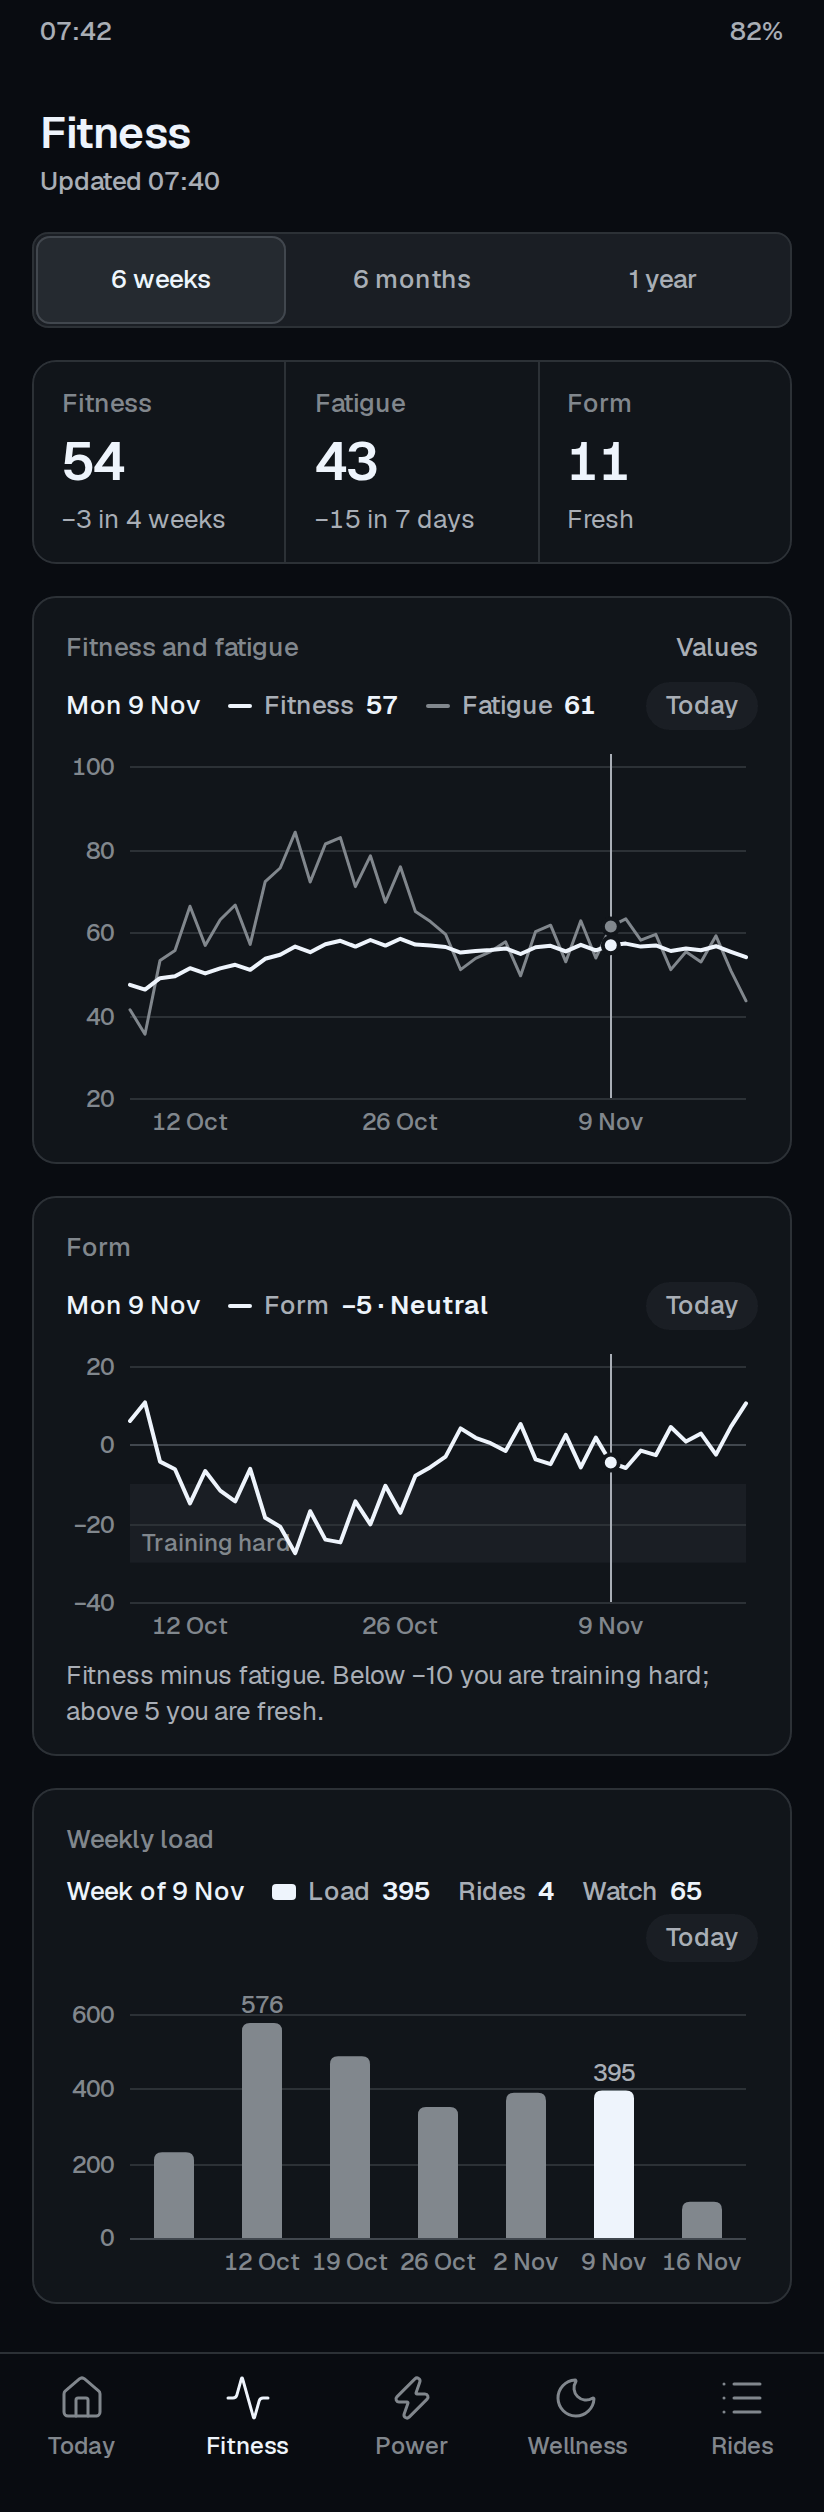 07:42 82%
Fitness
Updated 07:40
6 weeks 6 months 1 year
Fitness Fatigue Form
54 43 11
−3 in 4 weeks −15 in 7 days Fresh
Fitness and fatigue Values
Mon 9 Nov Fitness 57 Fatigue 61 Today
100
80
60
40
20
12 Oct 26 Oct 9 Nov
Form
Mon 9 Nov Form −5 · Neutral Today
20
0
−20
Training hard
−40
12 Oct 26 Oct 9 Nov
Fitness minus fatigue. Below −10 you are training hard;
above 5 you are fresh.
Weekly load
Week of 9 Nov Load 395 Rides 4 Watch 65
Today
576
600
395
400
200
0
12 Oct 19 Oct 26 Oct 2 Nov 9 Nov 16 Nov
Today Fitness Power Wellness Rides